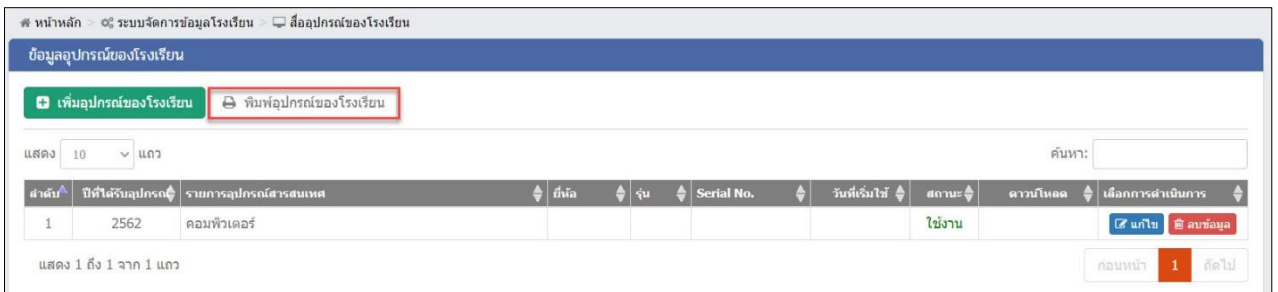 หน้าหลัก > ระบบจัดการข้อมูลโรงเรียน > สื่ออุปกรณ์ของโรงเรียน
ข้อมูลอุปกรณ์ของโรงเรียน
เพิ่มอุปกรณ์ของโรงเรียน พิมพ์อุปกรณ์ของโรงเรียน
แสดง 10 แถว ค้นหา:
ลำดับ ปีที่ได้รับอุปกรณ์ รายการอุปกรณ์สารสนเทศ ยี่ห้อ รุ่น Serial No. วันที่เริ่มใช้ สถานะ ดาวน์โหลด เลือกการดำเนินการ
1 2562 คอมพิวเตอร์ ใช้งาน แก้ไข ลบข้อมูล
แสดง 1 ถึง 1 จาก 1 แถว ก่อนหน้า 1 ถัดไป